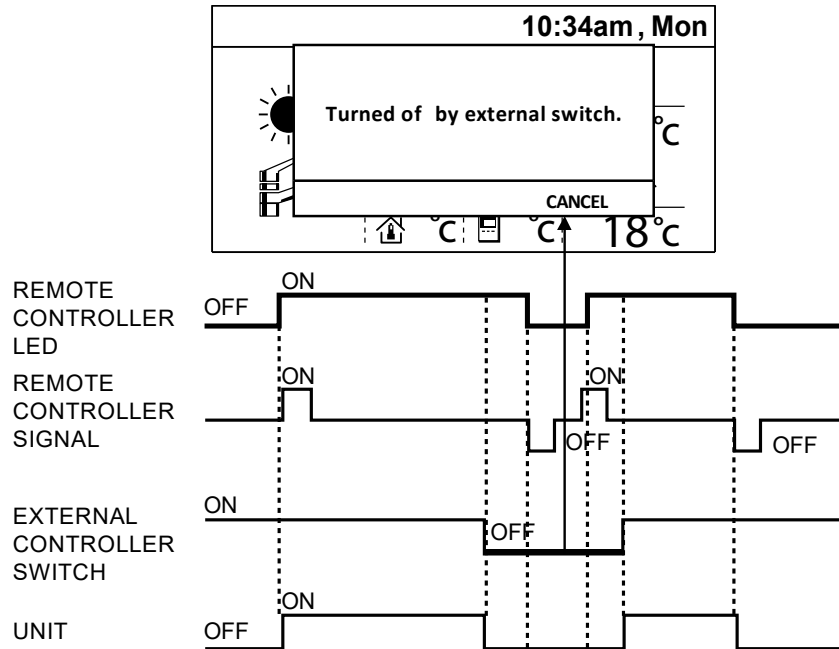 10:34am , Mon
Turned of by external switch.
°C
CANCEL
°C °C 18°C
REMOTE
CONTROLLER
LED
OFF
ON
REMOTE
CONTROLLER
SIGNAL
ON
ON
OFF
OFF
EXTERNAL
CONTROLLER
SWITCH
ON
OFF
UNIT
OFF
ON